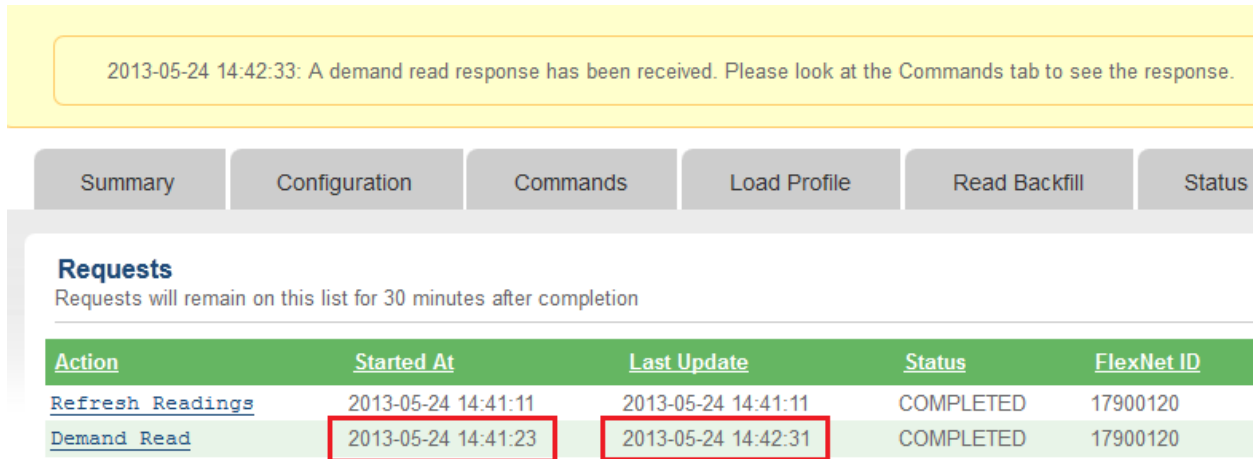 2013-05-24 14:42:33: A demand read response has been received. Please look at the Commands tab to see the response.
Summary Configuration Commands Load Profile Read Backfill Status
Requests
Requests will remain on this list for 30 minutes after completion
Action Started At Last Update Status FlexNet ID
Refresh Readings 2013-05-24 14:41:11 2013-05-24 14:41:11 COMPLETED 17900120
Demand Read 2013-05-24 14:41:23 2013-05-24 14:42:31 COMPLETED 17900120